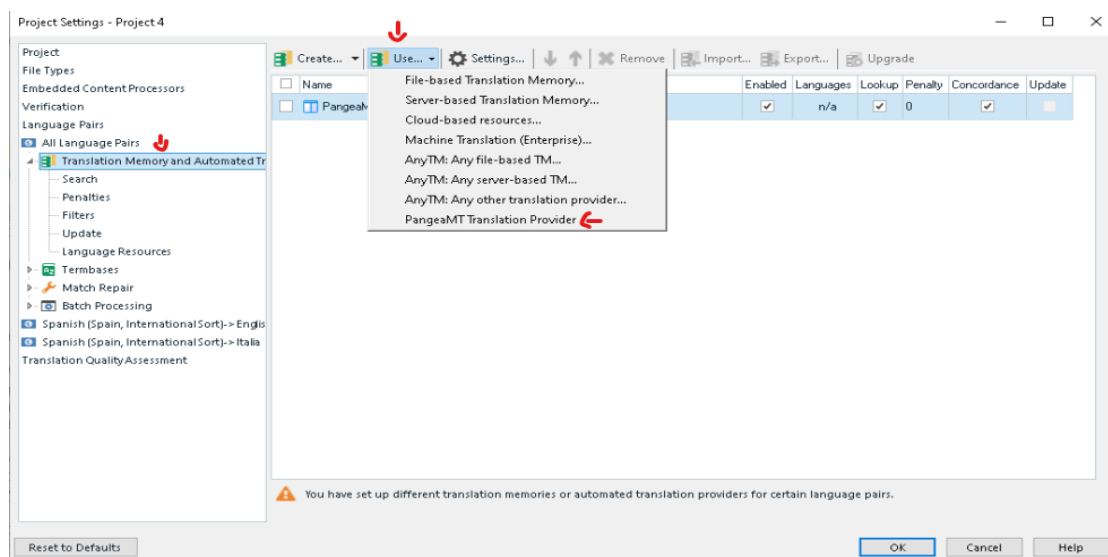 Project Settings - Project 4
Project
File Types
Embedded Content Processors
Verification
Language Pairs
All Language Pairs
Translation Memory and Automated Tr
Search
Penalties
Filters
Update
Language Resources
Termbases
Match Repair
Batch Processing
Spanish (Spain, International Sort)-> Englis
Spanish (Spain, International Sort)-> Italia
Translation Quality Assessment
Create... Use... Settings... Remove Import... Export... Upgrade
Name Enabled Languages Lookup Penalty Concordance Update
n/a 0
File-based Translation Memory...
Server-based Translation Memory...
Cloud-based resources...
Machine Translation (Enterprise)...
AnyTM: Any file-based TM...
AnyTM: Any server-based TM...
AnyTM: Any other translation provider...
PangeaMT Translation Provider
You have set up different translation memories or automated translation providers for certain language pairs.
Reset to Defaults OK Cancel Help